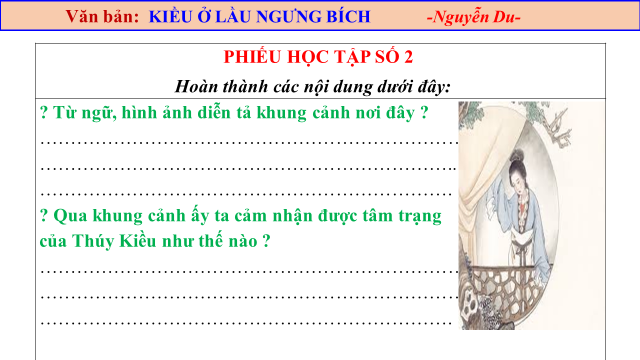 Văn bản: KIỀU Ở LẦU NGƯNG BÍCH -Nguyễn Du-
PHIẾU HỌC TẬP SỐ 2
Hoàn thành các nội dung dưới đây:
? Từ ngữ, hình ảnh diễn tả khung cảnh nơi đây ?
……………………………………………………………
……………………………………………………………
……………………………………………………………
? Qua khung cảnh ấy ta cảm nhận được tâm trạng
của Thúy Kiều như thế nào ?
……………………………………………………………
……………………………………………………………
……………………………………………………………